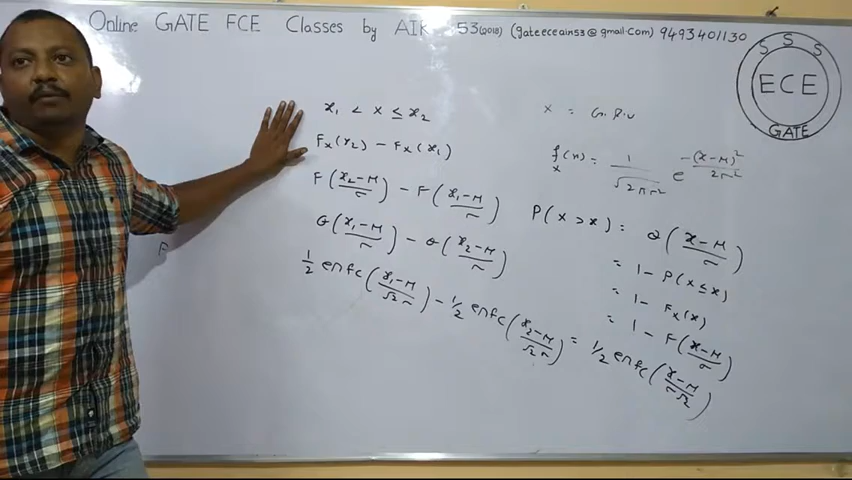 Online GATE ECE Classes by AIR 53(2018) (gateeceair53@gmail.com) 9493401130
SSS
ECE
GATE
x₁ < X ≤ x₂
Fₓ(x₂) - Fₓ(x₁)
F((x₂-μ)/σ) - F((x₁-μ)/σ)
Q((x₁-μ)/σ) - Q((x₂-μ)/σ)
1/2 erfc((x₁-μ)/(√2 σ)) - 1/2 erfc((x₂-μ)/(√2 σ)) = 1/2 erfc((x-μ)/(σ√2))
X = G.R.V
fₓ(x) = 1/√(2πσ²) e^(-(x-μ)²/2σ²)
P(X > x) = Q((x-μ)/σ)
= 1 - P(X ≤ x)
= 1 - Fₓ(x)
= 1 - F((x-μ)/σ)
F